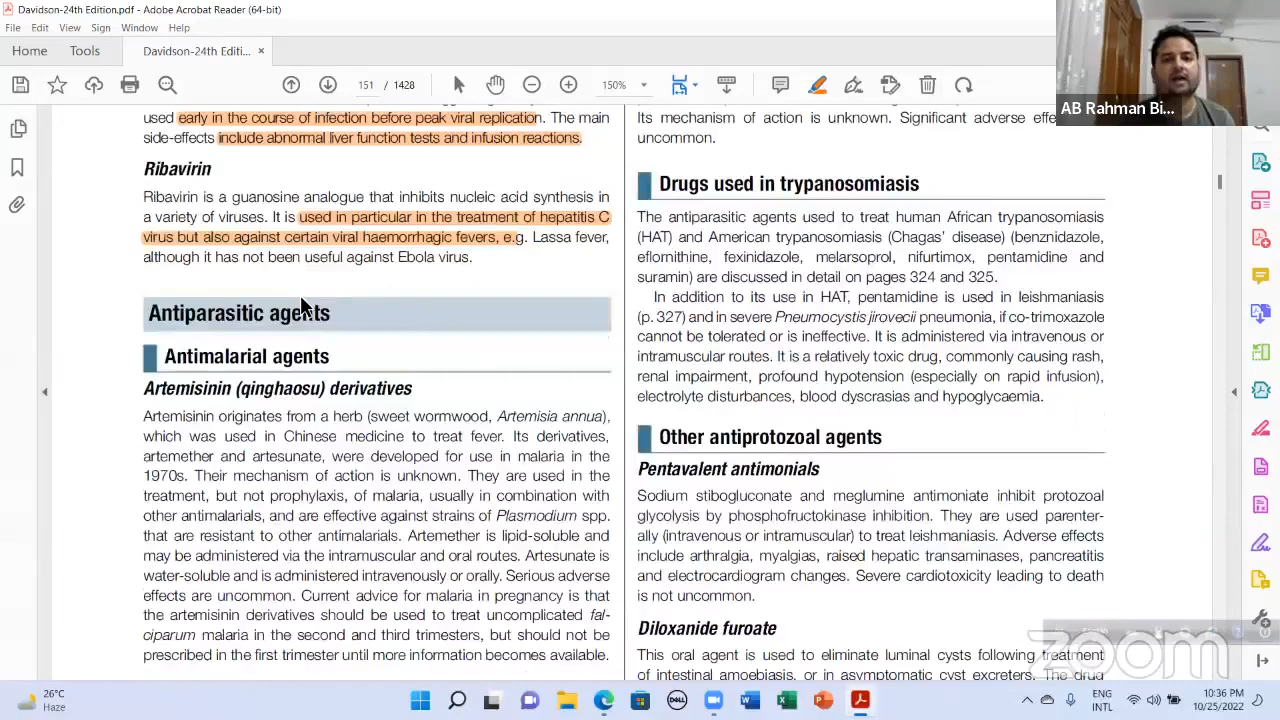 Davidson-24th Edition.pdf - Adobe Acrobat Reader (64-bit)
File Edit View Sign Window Help
Home Tools Davidson-24th Editi... ×
151 / 1428 150%
AB Rahman Bi...
used early in the course of infection before peak viral replication. The main
side-effects include abnormal liver function tests and infusion reactions.
Ribavirin
Ribavirin is a guanosine analogue that inhibits nucleic acid synthesis in
a variety of viruses. It is used in particular in the treatment of hepatitis C
virus but also against certain viral haemorrhagic fevers, e.g. Lassa fever,
although it has not been useful against Ebola virus.
Antiparasitic agents
Antimalarial agents
Artemisinin (qinghaosu) derivatives
Artemisinin originates from a herb (sweet wormwood, Artemisia annua),
which was used in Chinese medicine to treat fever. Its derivatives,
artemether and artesunate, were developed for use in malaria in the
1970s. Their mechanism of action is unknown. They are used in the
treatment, but not prophylaxis, of malaria, usually in combination with
other antimalarials, and are effective against strains of Plasmodium spp.
that are resistant to other antimalarials. Artemether is lipid-soluble and
may be administered via the intramuscular and oral routes. Artesunate is
water-soluble and is administered intravenously or orally. Serious adverse
effects are uncommon. Current advice for malaria in pregnancy is that
the artemisinin derivatives should be used to treat uncomplicated fal-
ciparum malaria in the second and third trimesters, but should not be
prescribed in the first trimester until more information becomes available.
Its mechanism of action is unknown. Significant adverse
uncommon.
Drugs used in trypanosomiasis
The antiparasitic agents used to treat human African trypanosomiasis
(HAT) and American trypanosomiasis (Chagas' disease) (benznidazole,
eflornithine, fexinidazole, melarsoprol, nifurtimox, pentamidine and
suramin) are discussed in detail on pages 324 and 325.
In addition to its use in HAT, pentamidine is used in leishmaniasis
(p. 327) and in severe Pneumocystis jirovecii pneumonia, if co-trimoxazole
cannot be tolerated or is ineffective. It is administered via intravenous or
intramuscular routes. It is a relatively toxic drug, commonly causing rash,
renal impairment, profound hypotension (especially on rapid infusion),
electrolyte disturbances, blood dyscrasias and hypoglycaemia.
Other antiprotozoal agents
Pentavalent antimonials
Sodium stibogluconate and meglumine antimoniate inhibit protozoal
glycolysis by phosphofructokinase inhibition. They are used parenter-
ally (intravenous or intramuscular) to treat leishmaniasis. Adverse effects
include arthralgia, myalgias, raised hepatic transaminases, pancreatitis
and electrocardiogram changes. Severe cardiotoxicity leading to death
is not uncommon.
Diloxanide furoate
This oral agent is used to eliminate luminal cysts following treatment
of intestinal amoebiasis, or in asymptomatic cyst excreters. The drug
zoom
26°C
Haze
DELL
ENG
INTL
10:36 PM
10/25/2022